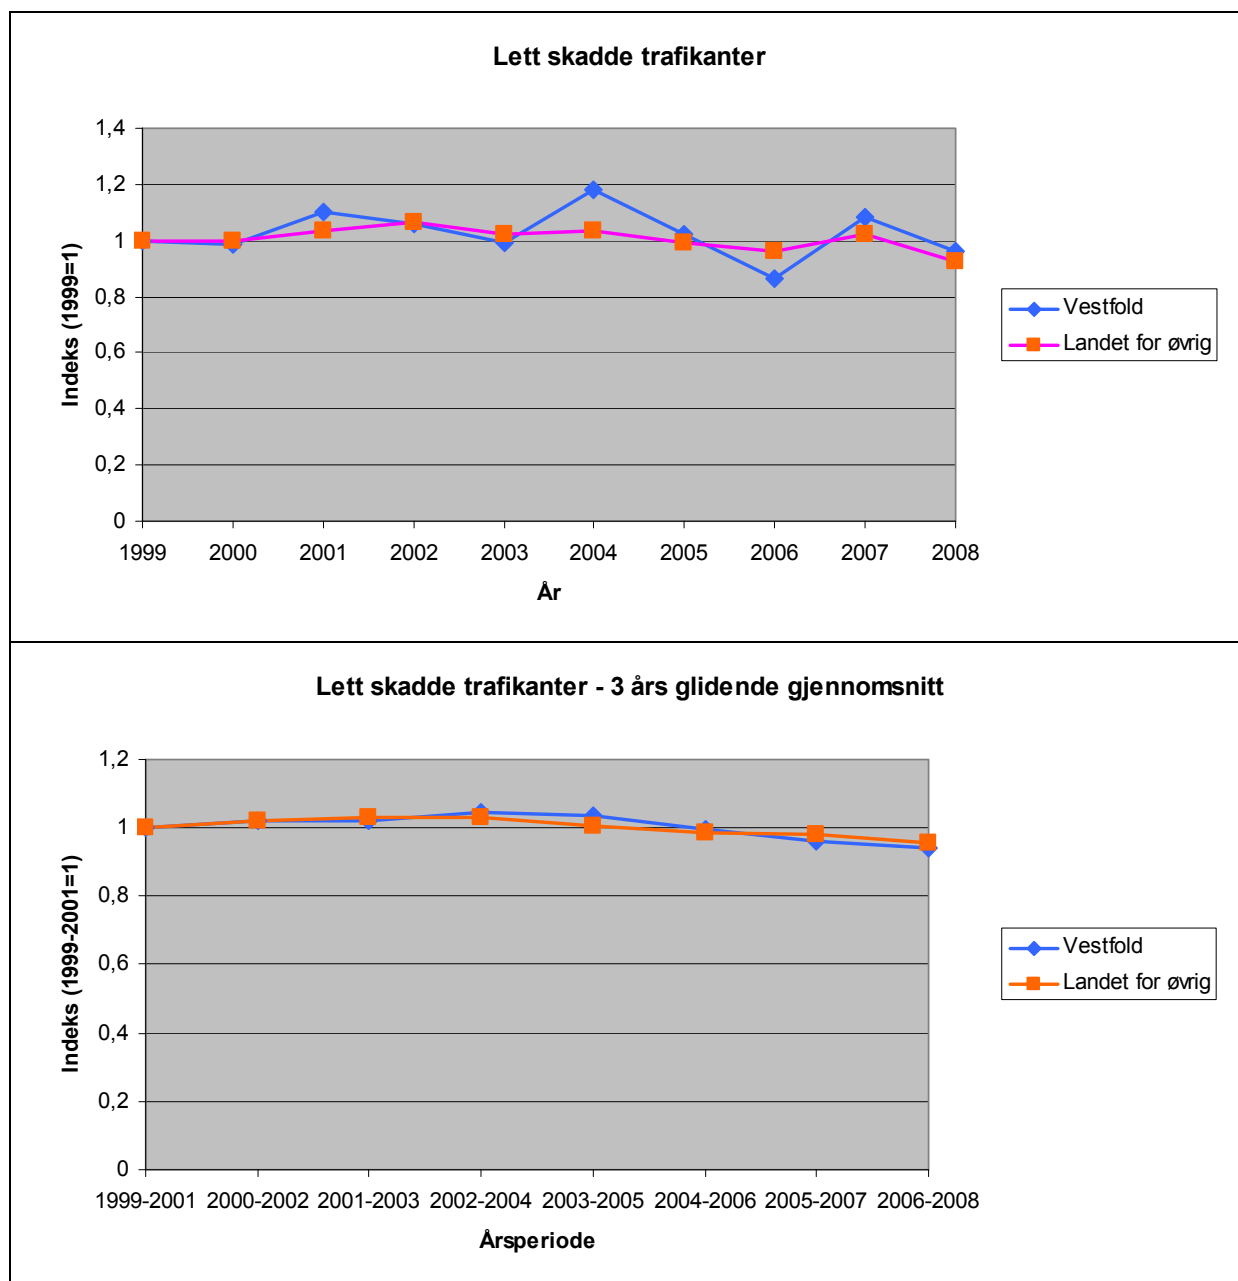 Lett skadde trafikanter
1,4
1,2
1
0,8
0,6
0,4
0,2
0
Indeks (1999=1)
1999 2000 2001 2002 2003 2004 2005 2006 2007 2008
År
Vestfold
Landet for øvrig
Lett skadde trafikanter - 3 års glidende gjennomsnitt
1,2
1
0,8
0,6
0,4
0,2
0
Indeks (1999-2001=1)
1999-2001 2000-2002 2001-2003 2002-2004 2003-2005 2004-2006 2005-2007 2006-2008
Årsperiode
Vestfold
Landet for øvrig